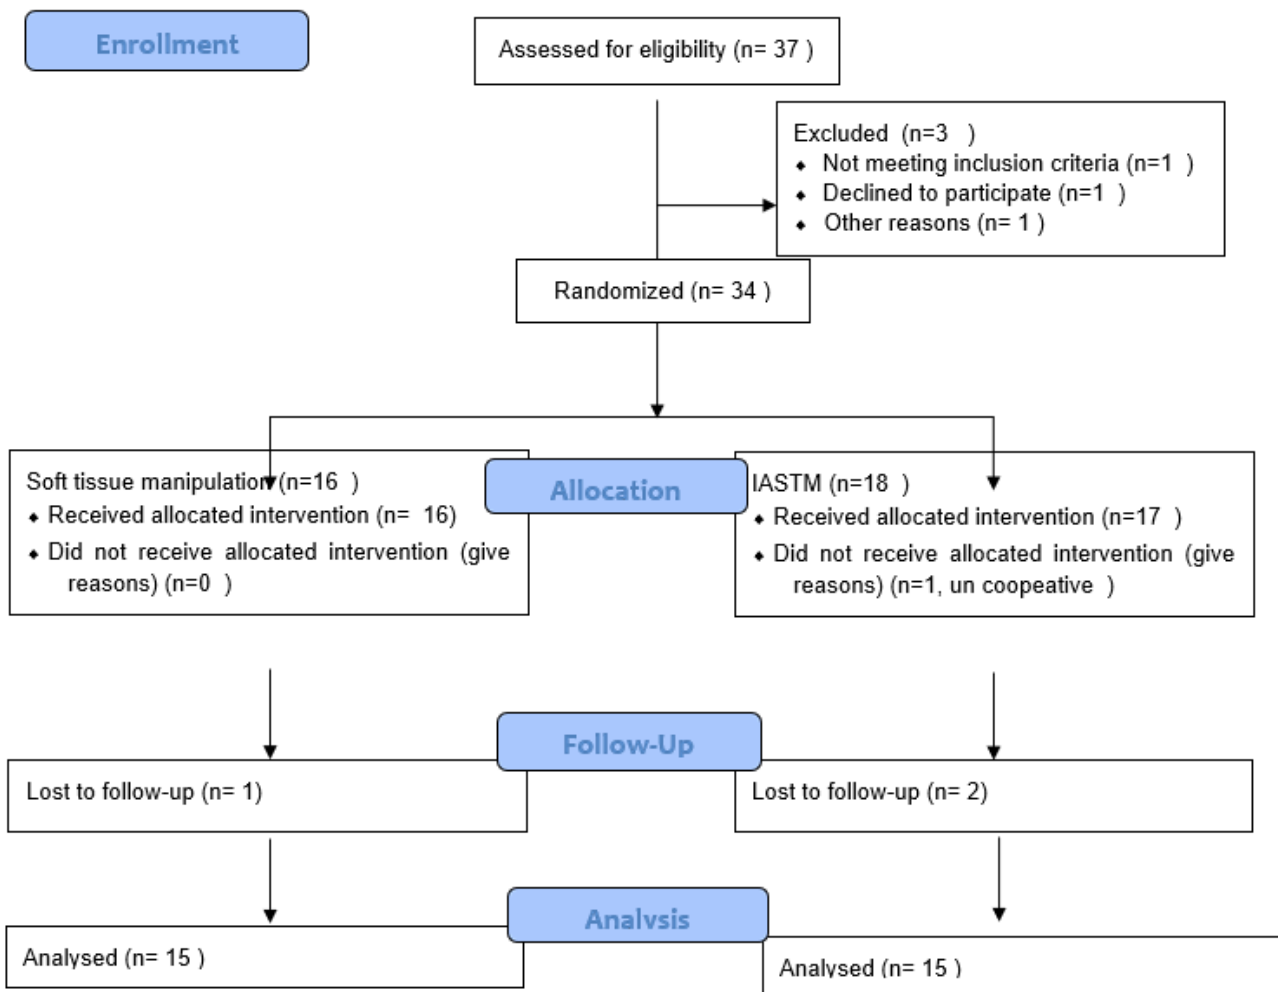 Enrollment
Assessed for eligibility (n= 37 )
Excluded (n=3 )
⬥ Not meeting inclusion criteria (n=1 )
⬥ Declined to participate (n=1 )
⬥ Other reasons (n= 1 )
Randomized (n= 34 )
Soft tissue manipulation (n=16 )
⬥ Received allocated intervention (n= 16)
⬥ Did not receive allocated intervention (give
reasons) (n=0 )
Allocation
IASTM (n=18 )
⬥ Received allocated intervention (n=17 )
⬥ Did not receive allocated intervention (give
reasons) (n=1, un coopeative )
Follow-Up
Lost to follow-up (n= 1)
Lost to follow-up (n= 2)
Analysis
Analysed (n= 15 )
Analysed (n= 15 )